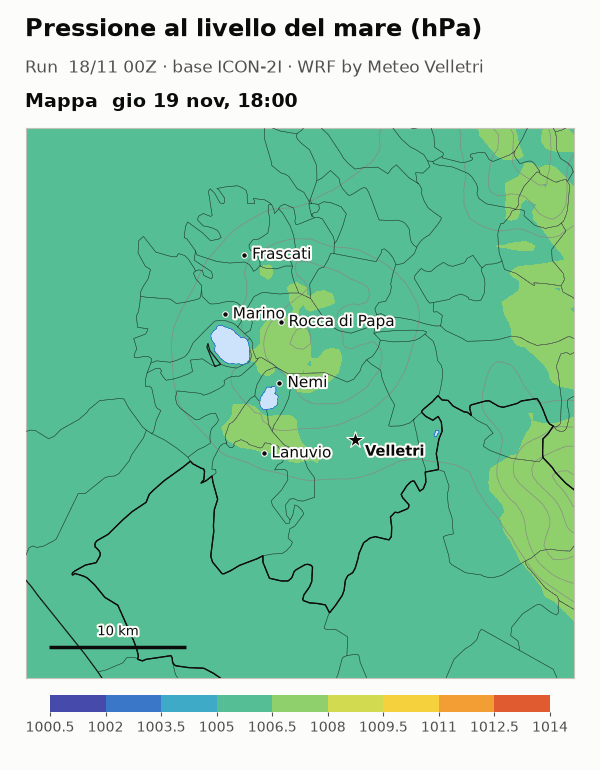 Pressione al livello del mare (hPa)
Run  18/11 00Z · base ICON-2I · WRF by Meteo Velletri
Mappa  gio 19 nov, 18:00
Frascati
Marino
Rocca di Papa
Nemi
Velletri
Lanuvio
10 km
1000.5 1002 1003.5 1005 1006.5 1008 1009.5 1011 1012.5 1014